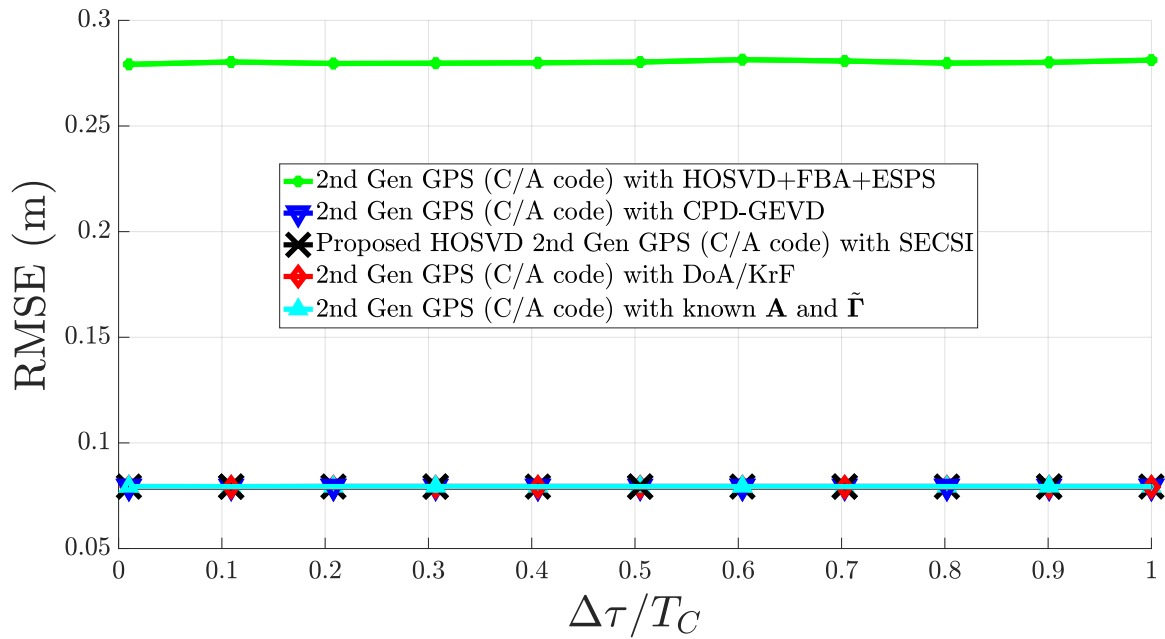 0.3
0.25
0.2
0.15
0.1
0.05
RMSE (m)
2nd Gen GPS (C/A code) with HOSVD+FBA+ESPS
2nd Gen GPS (C/A code) with CPD-GEVD
Proposed HOSVD 2nd Gen GPS (C/A code) with SECSI
2nd Gen GPS (C/A code) with DoA/KrF
2nd Gen GPS (C/A code) with known A and Γ̃
0 0.1 0.2 0.3 0.4 0.5 0.6 0.7 0.8 0.9 1
Δτ/T_C